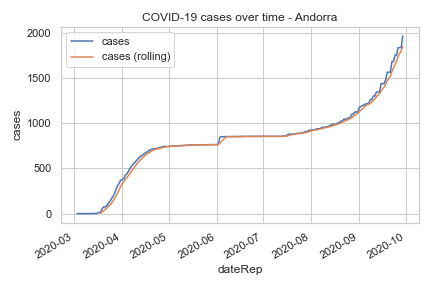 COVID-19 cases over time - Andorra
cases
cases (rolling)
2000
1500
1000
500
0
cases
2020-03
2020-04
2020-05
2020-06
2020-07
2020-08
2020-09
2020-10
dateRep